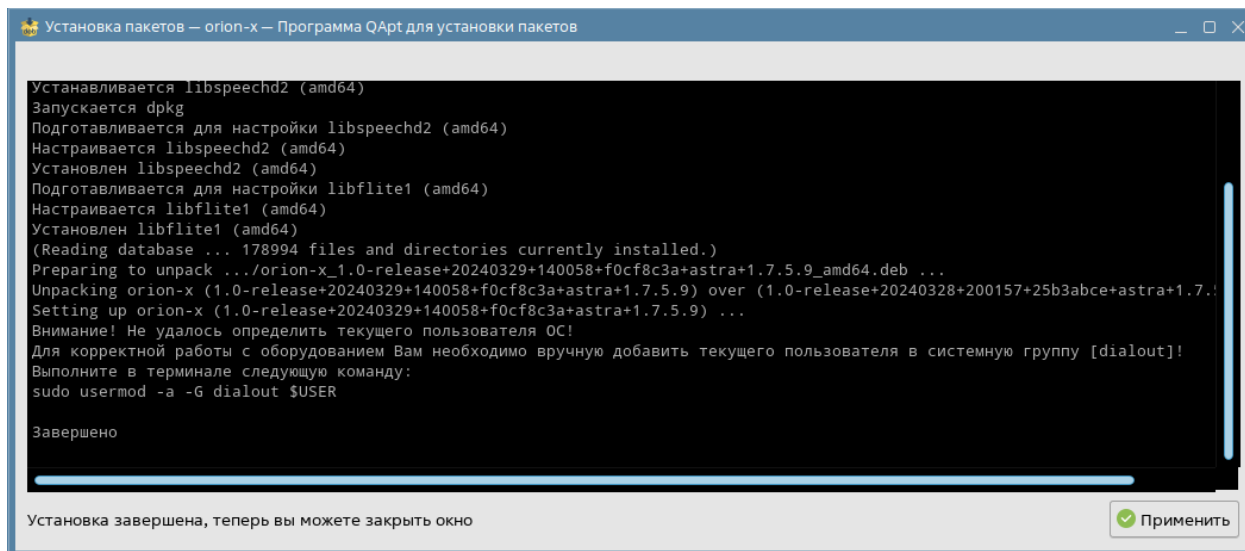 Установка пакетов — orion-x — Программа QApt для установки пакетов
Устанавливается libspeechd2 (amd64)
Запускается dpkg
Подготавливается для настройки libspeechd2 (amd64)
Настраивается libspeechd2 (amd64)
Установлен libspeechd2 (amd64)
Подготавливается для настройки libflite1 (amd64)
Настраивается libflite1 (amd64)
Установлен libflite1 (amd64)
(Reading database ... 178994 files and directories currently installed.)
Preparing to unpack .../orion-x_1.0-release+20240329+140058+f0cf8c3a+astra+1.7.5.9_amd64.deb ...
Unpacking orion-x (1.0-release+20240329+140058+f0cf8c3a+astra+1.7.5.9) over (1.0-release+20240328+200157+25b3abce+astra+1.7.
Setting up orion-x (1.0-release+20240329+140058+f0cf8c3a+astra+1.7.5.9) ...
Внимание! Не удалось определить текущего пользователя ОС!
Для корректной работы с оборудованием Вам необходимо вручную добавить текущего пользователя в системную группу [dialout]!
Выполните в терминале следующую команду:
sudo usermod -a -G dialout $USER
Завершено
Установка завершена, теперь вы можете закрыть окно
Применить